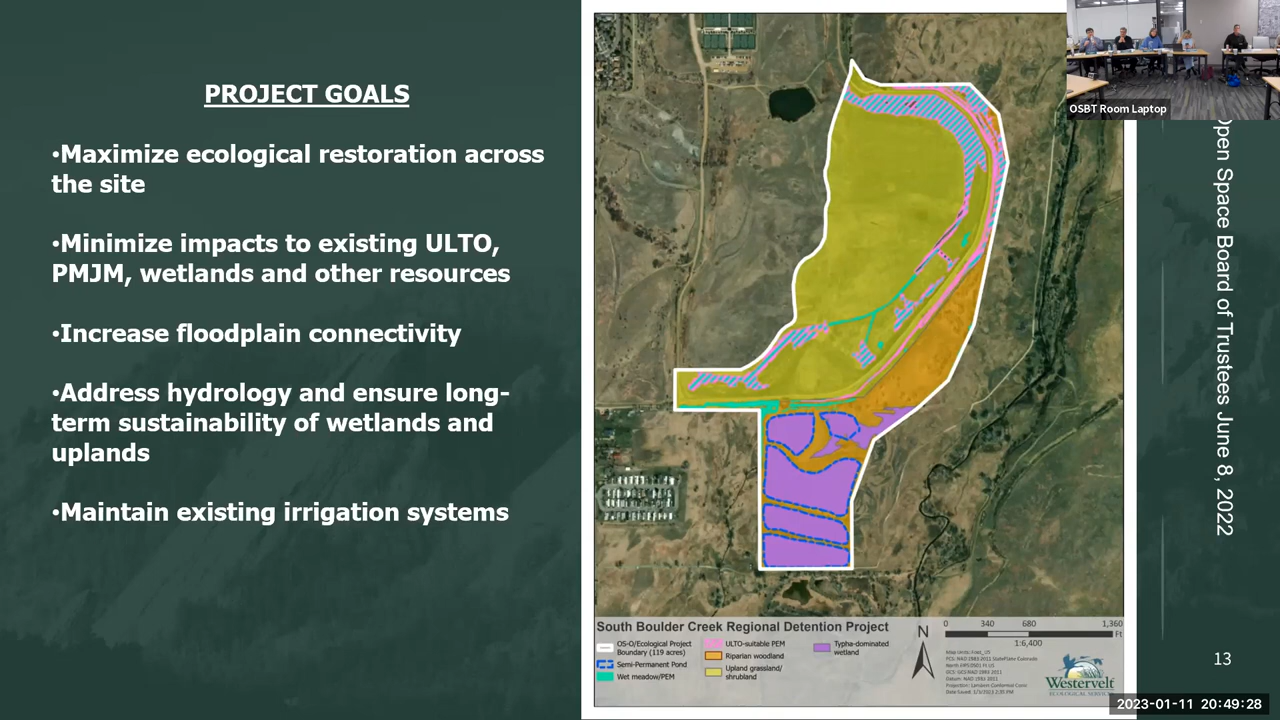 PROJECT GOALS
•Maximize ecological restoration across
the site
•Minimize impacts to existing ULTO,
PMJM, wetlands and other resources
•Increase floodplain connectivity
•Address hydrology and ensure long-
term sustainability of wetlands and
uplands
•Maintain existing irrigation systems
OSBT Room Laptop
Open Space Board of Trustees June 8, 2022
South Boulder Creek Regional Detention Project
OS-O/Ecological Project
Boundary (119 acres)
Semi-Permanent Pond
Wet meadow/PEM
ULTO-suitable PEM
Riparian woodland
Upland grassland/
shrubland
Typha-dominated
wetland
N
0 340 680 1,360
Ft
1:6,400
Westervelt
ECOLOGICAL SERVICES
13
2023-01-11 20:49:28